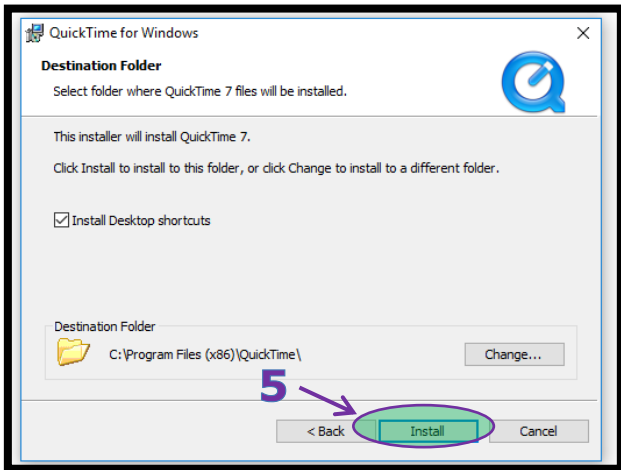 QuickTime for Windows
Destination Folder
Select folder where QuickTime 7 files will be installed.
This installer will install QuickTime 7.
Click Install to install to this folder, or click Change to install to a different folder.
Install Desktop shortcuts
Destination Folder
C:\Program Files (x86)\QuickTime\
Change...
5
< Back
Install
Cancel